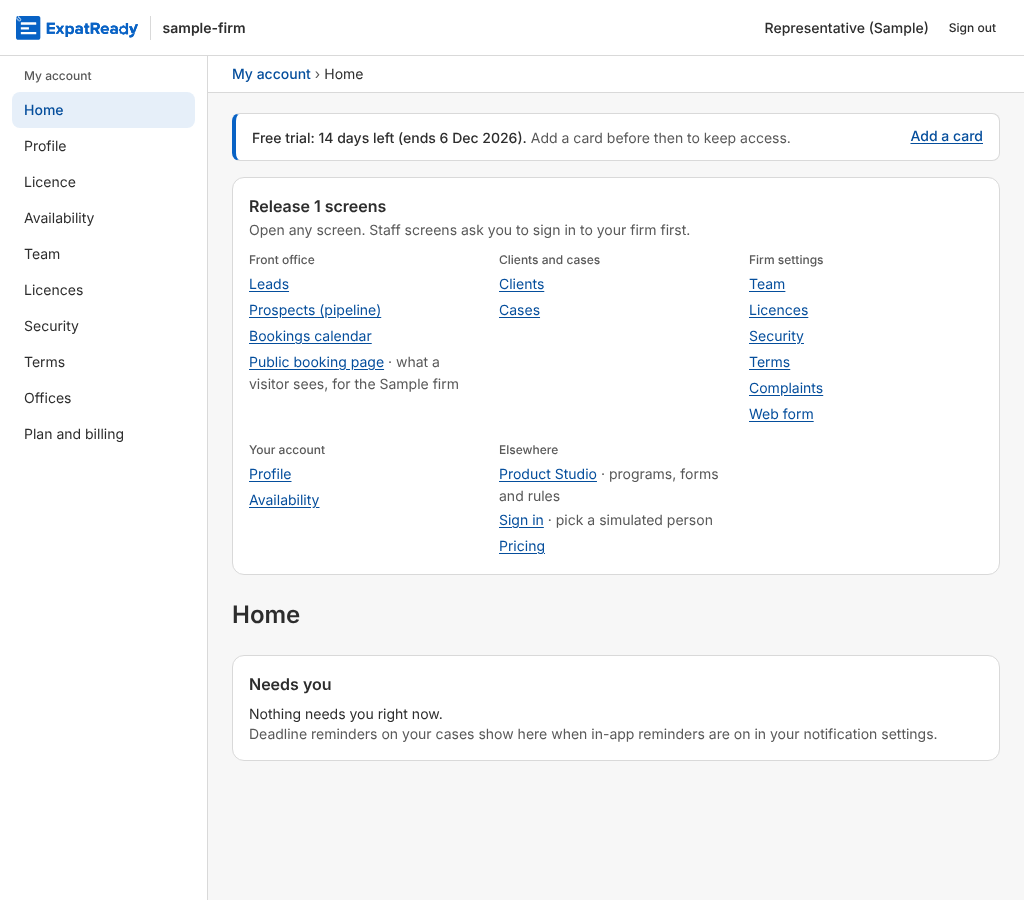 ExpatReady
sample-firm
Representative (Sample)
Sign out
My account
Home
Profile
Licence
Availability
Team
Licences
Security
Terms
Offices
Plan and billing
My account › Home
Free trial: 14 days left (ends 6 Dec 2026). Add a card before then to keep access.
Add a card
Release 1 screens
Open any screen. Staff screens ask you to sign in to your firm first.
Front office
Leads
Prospects (pipeline)
Bookings calendar
Public booking page · what a
visitor sees, for the Sample firm
Clients and cases
Clients
Cases
Firm settings
Team
Licences
Security
Terms
Complaints
Web form
Your account
Profile
Availability
Elsewhere
Product Studio · programs, forms
and rules
Sign in · pick a simulated person
Pricing
Home
Needs you
Nothing needs you right now.
Deadline reminders on your cases show here when in-app reminders are on in your notification settings.